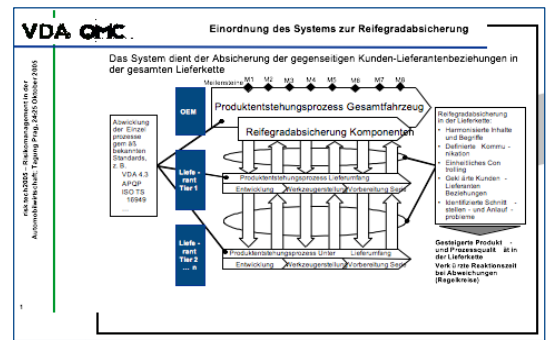 VDA QMC
Einordnung des Systems zur Reifegradabsicherung
Das System dient der Absicherung der gegenseitigen Kunden-Lieferantenbeziehungen in
der gesamten Lieferkette
risk tech2005 - Risikomanagement in der
Automobilwirtschaft: Tagung Prag, 24-25 Oktober 2005
Meilensteine M1 M2 M3 M4 M5 M6 M7 M8
OEM
Produktentstehungsprozess Gesamtfahrzeug
Reifegradabsicherung Komponenten
Abwicklung
der Einzel
prozesse
gem äß
bekannten
Standards,
z. B.
VDA 4.3
APQP
ISO TS
16949
...
Liefe -
rant
Tier 1
Produktentstehungsprozess Lieferumfang
Entwicklung Werkzeugerstellung Vorbereitung Serie
Liefe -
rant
Tier 2
... n
Produktentstehungsprozess Unter Lieferumfang
Entwicklung Werkzeugerstellung Vorbereitung Serie
Reifegradabsicherung
in der Lieferkette:
• Harmonisierte Inhalte
und Begriffe
• Definierte Kommu -
nikation
• Einheitliches Con
trolling
• Gekl ärte Kunden -
Lieferanten
Beziehungen
• Identifizierte Schnitt -
stellen - und Anlauf -
probleme
Gesteigerte Produkt -
und Prozessqualit ät in
der Lieferkette
Verk ü rzte Reaktionszeit
bei Abweichungen
(Regelkreise)
1